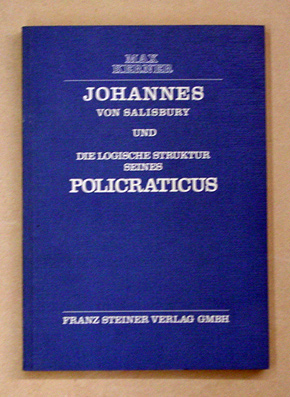 MAX
KERNER
JOHANNES
VON SALISBURY
UND
DIE LOGISCHE STRUKTUR
SEINES
POLICRATICUS
FRANZ STEINER VERLAG GMBH